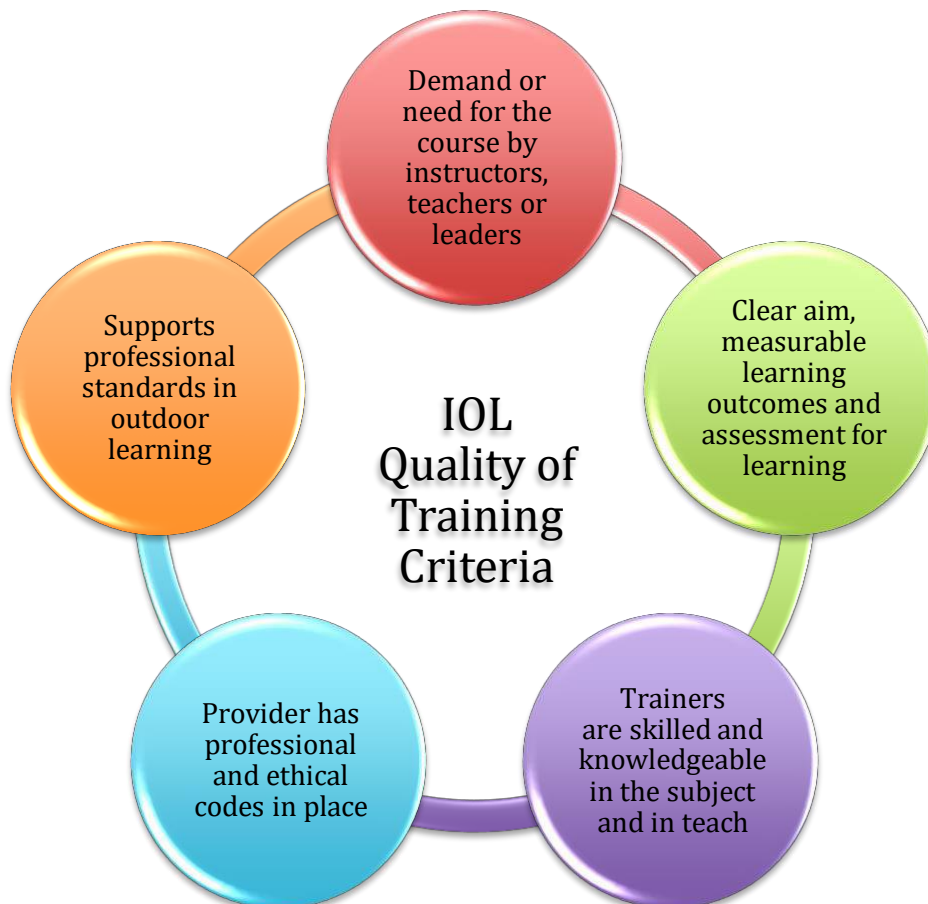 Demand or
need for the
course by
instructors,
teachers or
leaders
Clear aim,
measurable
learning
outcomes and
assessment for
learning
Trainers
are skilled and
knowledgeable
in the subject
and in teach
Provider has
professional
and ethical
codes in place
Supports
professional
standards in
outdoor
learning
IOL
Quality of
Training
Criteria